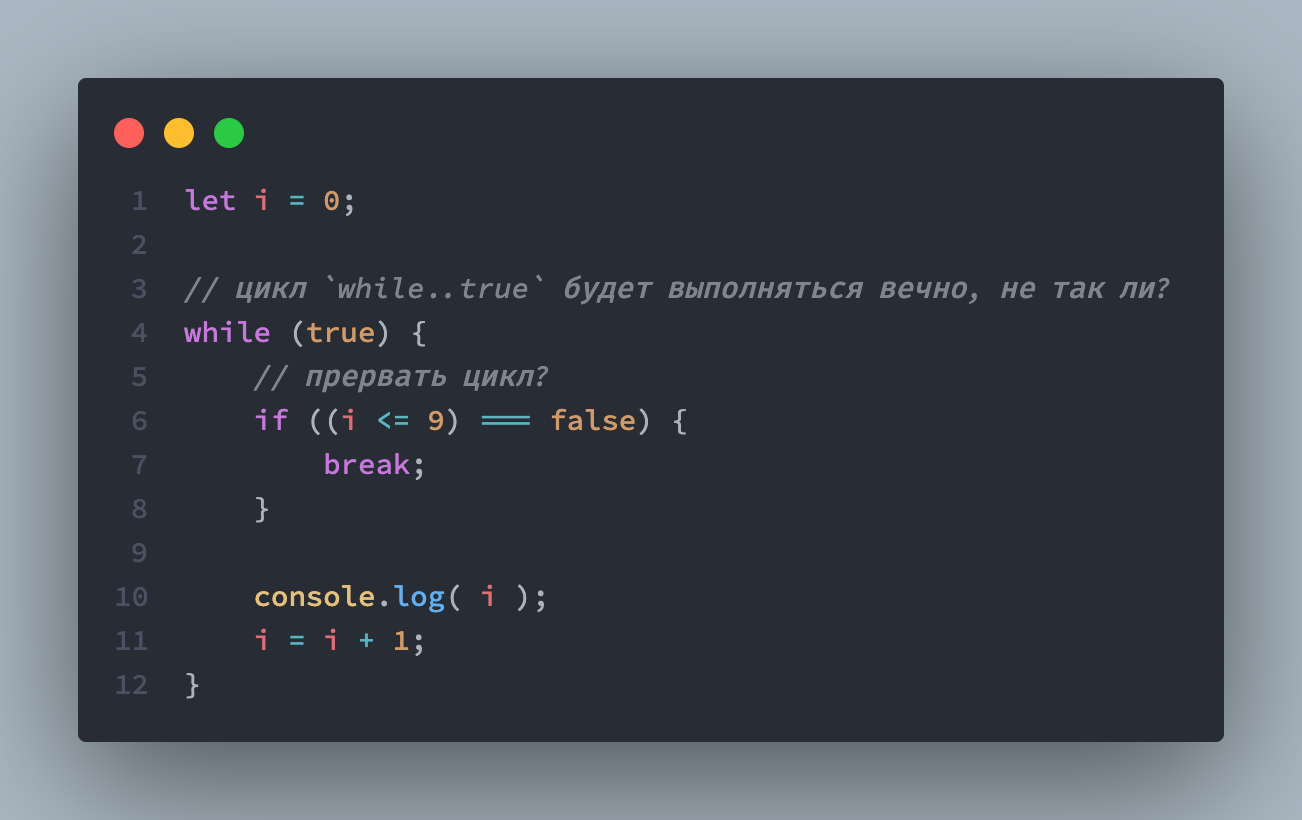 1 let i = 0;
2
3 // цикл `while..true` будет выполняться вечно, не так ли?
4 while (true) {
5     // прервать цикл?
6     if ((i <= 9) === false) {
7         break;
8     }
9
10     console.log( i );
11     i = i + 1;
12 }